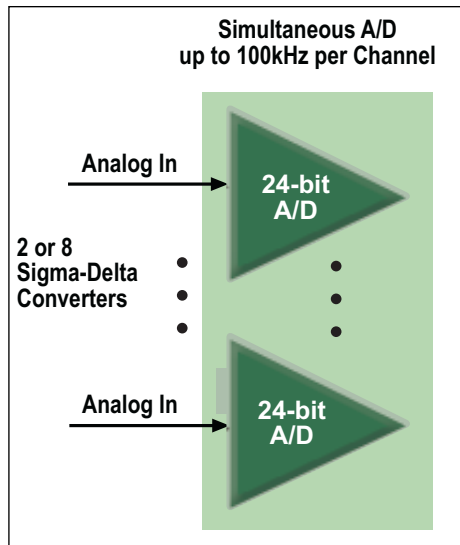 Simultaneous A/D
up to 100kHz per Channel
Analog In
24-bit
A/D
2 or 8
Sigma-Delta
Converters
Analog In
24-bit
A/D